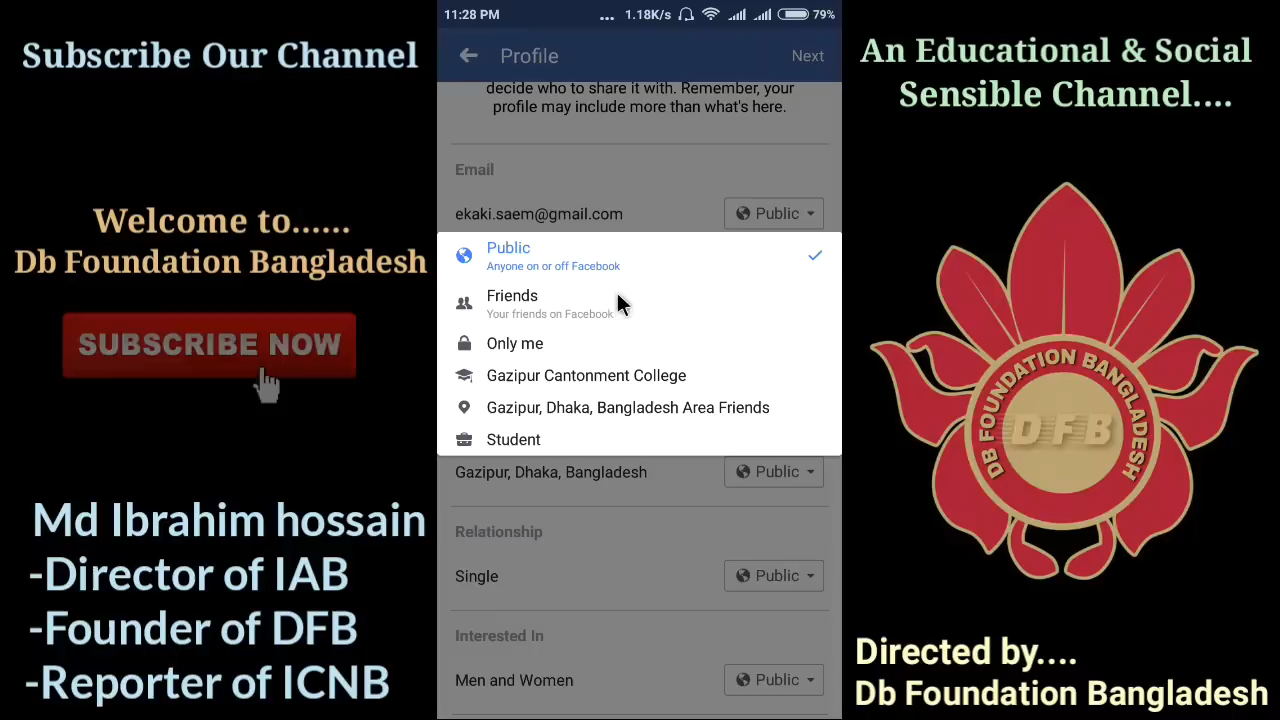 Subscribe Our Channel
Welcome to......
Db Foundation Bangladesh
SUBSCRIBE NOW
Md Ibrahim hossain
-Director of IAB
-Founder of DFB
-Reporter of ICNB
11:28 PM
... 1.18K/s 79%
Profile
Next
decide who to share it with. Remember, your
profile may include more than what's here.
Email
ekaki.saem@gmail.com
Public
Public
Anyone on or off Facebook
Friends
Your friends on Facebook
Only me
Gazipur Cantonment College
Gazipur, Dhaka, Bangladesh Area Friends
Student
Gazipur, Dhaka, Bangladesh
Public
Relationship
Single
Public
Interested In
Men and Women
Public
An Educational & Social
Sensible Channel....
DB FOUNDATION BANGLADESH
DFB
Directed by....
Db Foundation Bangladesh